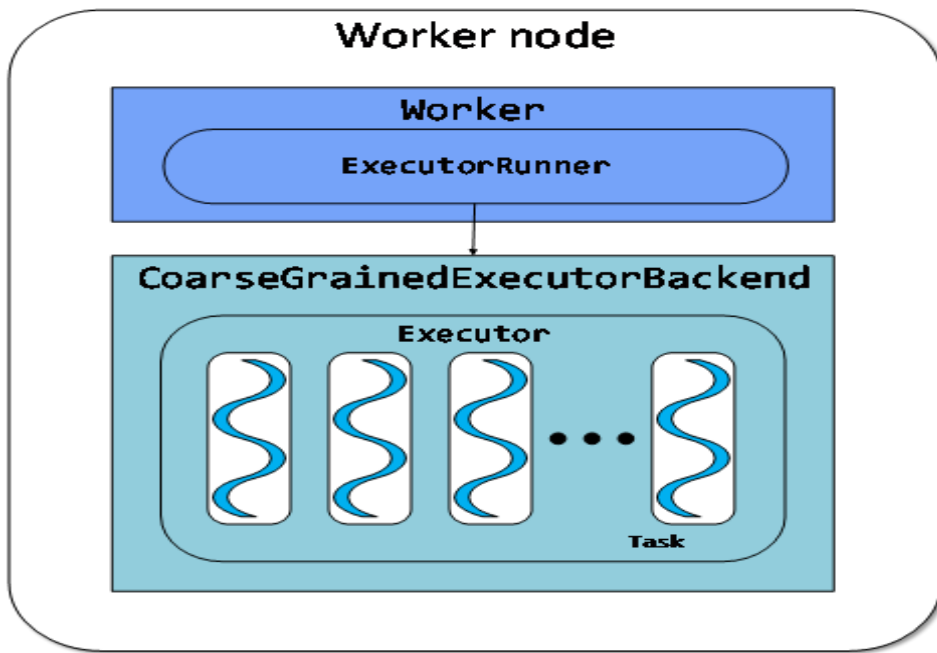 Worker node
Worker
ExecutorRunner
CoarseGrainedExecutorBackend
Executor
Task